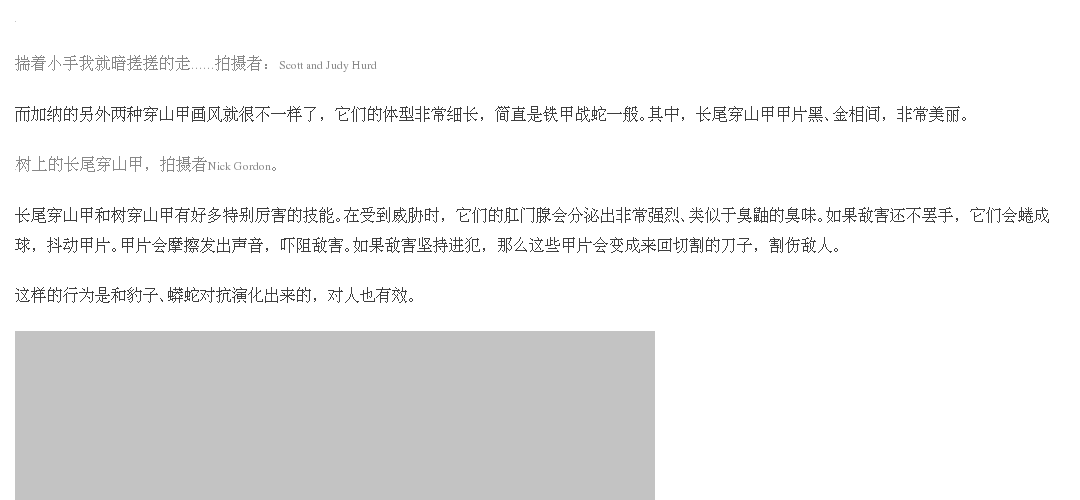 揣着小手我就暗搓搓的走……拍摄者：Scott and Judy Hurd
而加纳的另外两种穿山甲画风就很不一样了，它们的体型非常细长，简直是铁甲战蛇一般。其中，长尾穿山甲甲片黑、金相间，非常美丽。
树上的长尾穿山甲，拍摄者Nick Gordon。
长尾穿山甲和树穿山甲有好多特别厉害的技能。在受到威胁时，它们的肛门腺会分泌出非常强烈、类似于臭鼬的臭味。如果敌害还不罢手，它们会蜷成
球，抖动甲片。甲片会摩擦发出声音，吓阻敌害。如果敌害坚持进犯，那么这些甲片会变成来回切割的刀子，割伤敌人。
这样的行为是和豹子、蟒蛇对抗演化出来的，对人也有效。